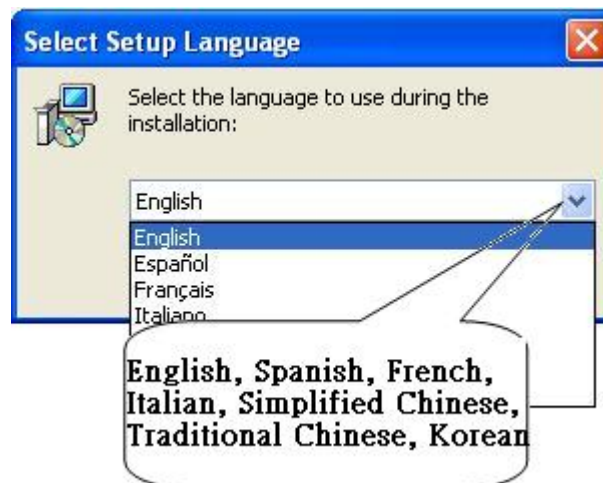 Select Setup Language
Select the language to use during the
installation:
English
English
Español
Français
Italiano
English, Spanish, French,
Italian, Simplified Chinese,
Traditional Chinese, Korean